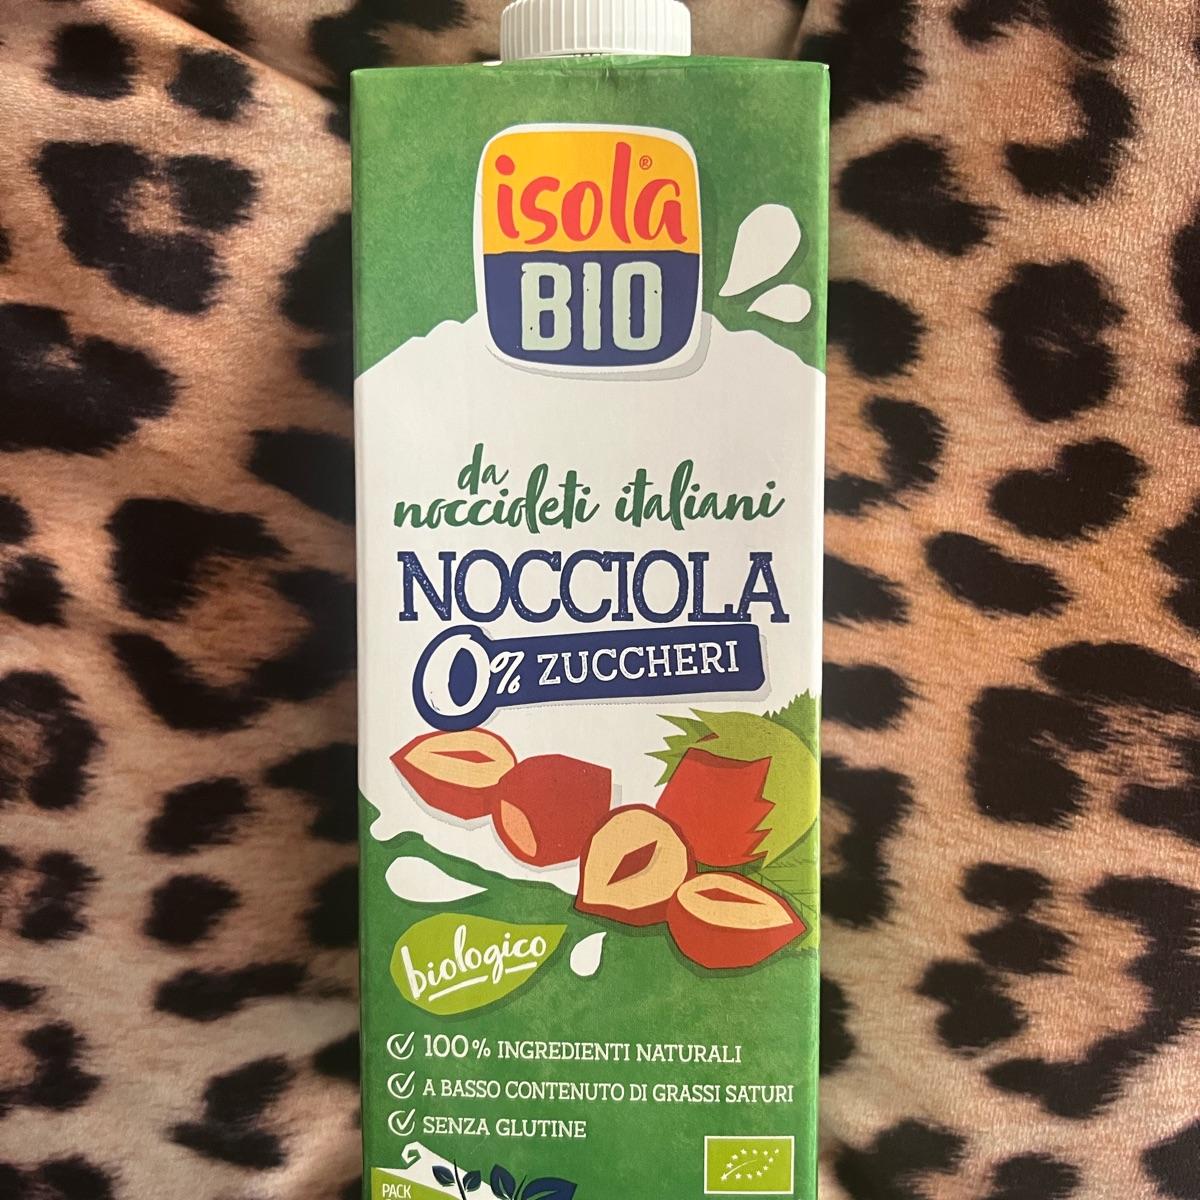 isola®
BIO
da
noccioleti italiani
NOCCIOLA
0% ZUCCHERI
biologico
100% INGREDIENTI NATURALI
A BASSO CONTENUTO DI GRASSI SATURI
SENZA GLUTINE
PACK